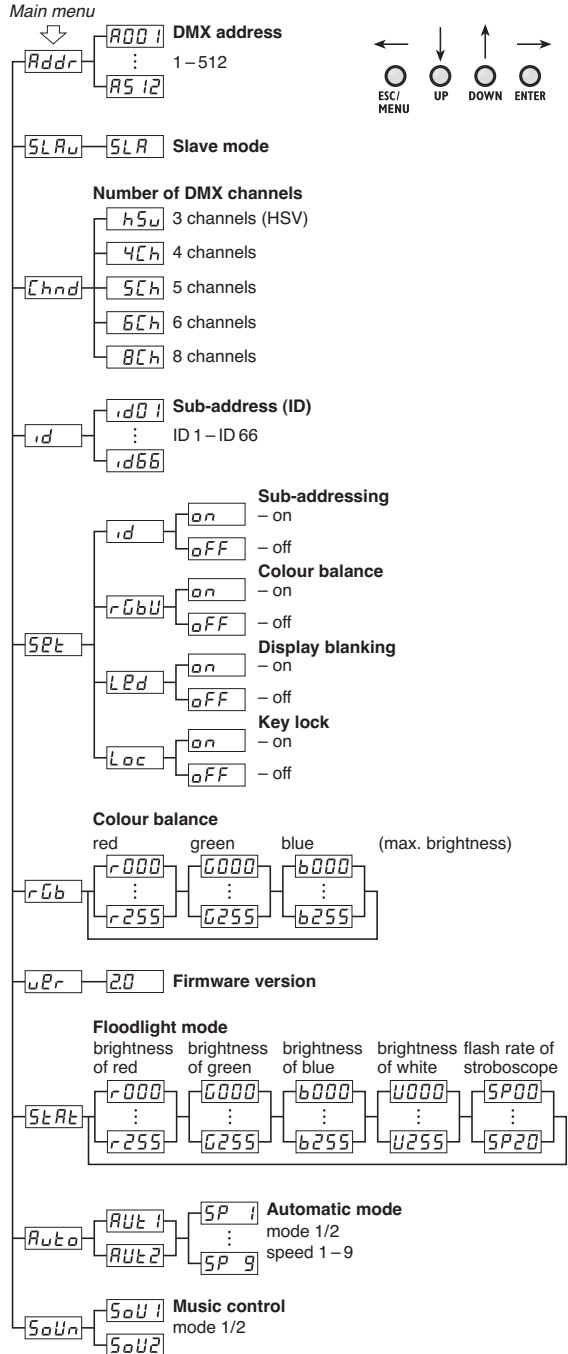 Main menu
Addr
A001
DMX address
⋮
1–512
A512
ESC/MENU
UP
DOWN
ENTER
SLAv
SLA
Slave mode
Number of DMX channels
Chnd
hSv
3 channels (HSV)
4Ch
4 channels
5Ch
5 channels
6Ch
6 channels
8Ch
8 channels
id
id01
Sub-address (ID)
⋮
ID 1–ID 66
id66
Set
id
Sub-addressing
on
– on
oFF
– off
rGbU
Colour balance
on
– on
oFF
– off
Led
Display blanking
on
– on
oFF
– off
Loc
Key lock
on
– on
oFF
– off
Colour balance
red green blue (max. brightness)
rGb
r000 G000 b000
⋮ ⋮ ⋮
r255 G255 b255
ver
2.0
Firmware version
Floodlight mode
brightness of red
brightness of green
brightness of blue
brightness of white
flash rate of stroboscope
StAt
r000 G000 b000 U000 SP00
⋮ ⋮ ⋮ ⋮ ⋮
r255 G255 b255 U255 SP20
Auto
AUt1
AUt2
SP 1
⋮
SP 9
Automatic mode
mode 1/2
speed 1–9
SoUn
SoU1
SoU2
Music control
mode 1/2